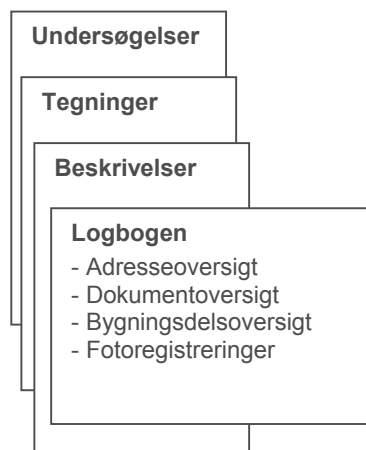 Undersøgelser
Tegninger
Beskrivelser
Logbogen
- Adresseoversigt
- Dokumentoversigt
- Bygningsdelsoversigt
- Fotoregistreringer